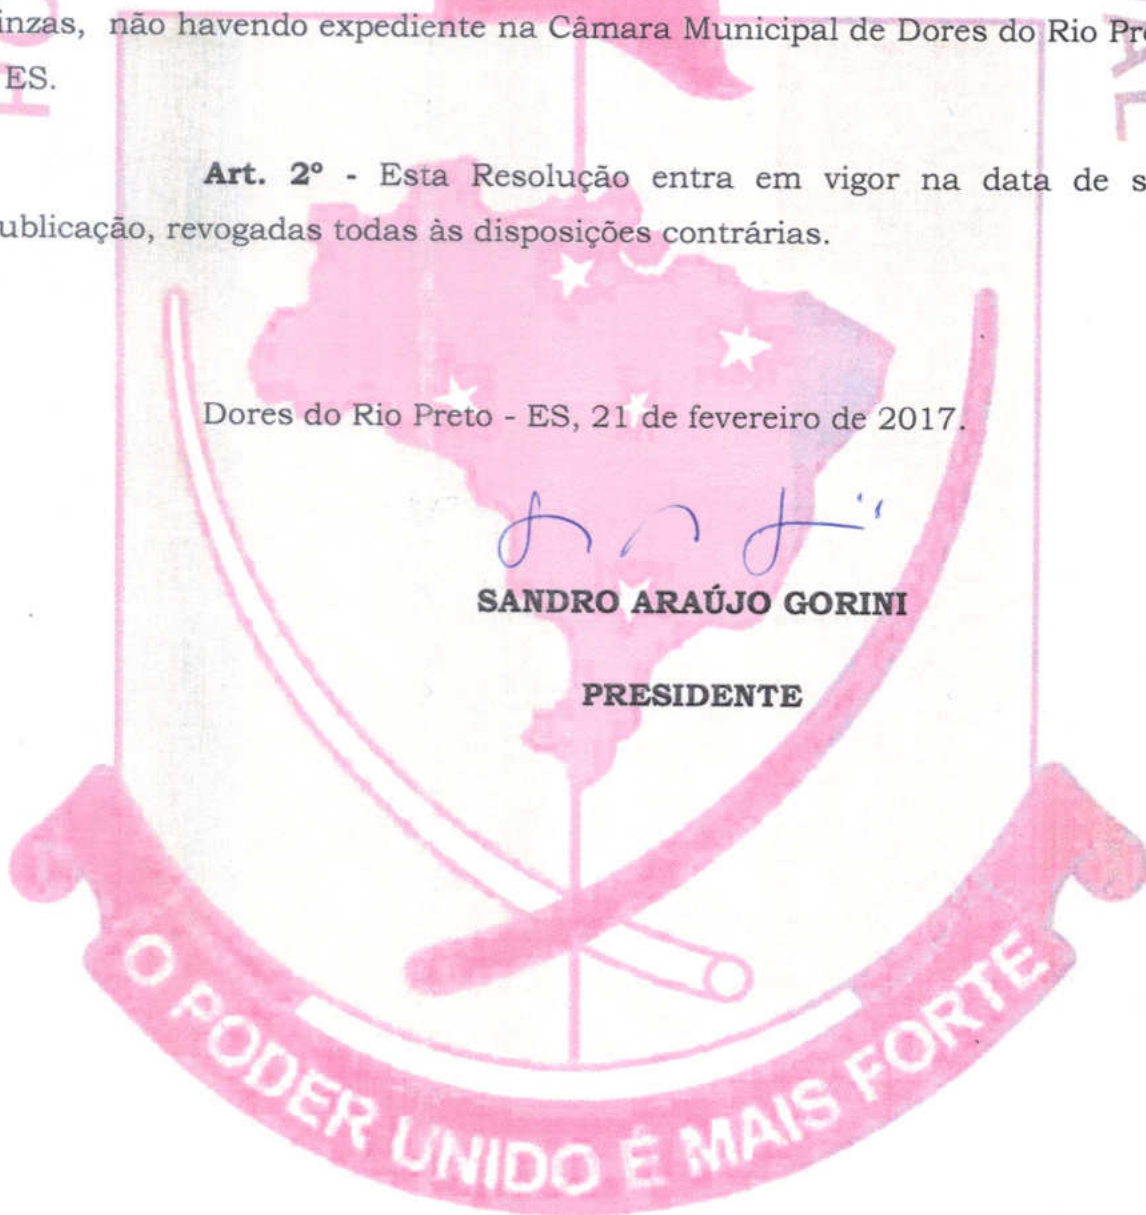 inzas, não havendo expediente na Câmara Municipal de Dores do Rio Pre
ES.
Art. 2º - Esta Resolução entra em vigor na data de s
ublicação, revogadas todas às disposições contrárias.
Dores do Rio Preto - ES, 21 de fevereiro de 2017.
SANDRO ARAÚJO GORINI
PRESIDENTE
O PODER UNIDO É MAIS FORTE
AL